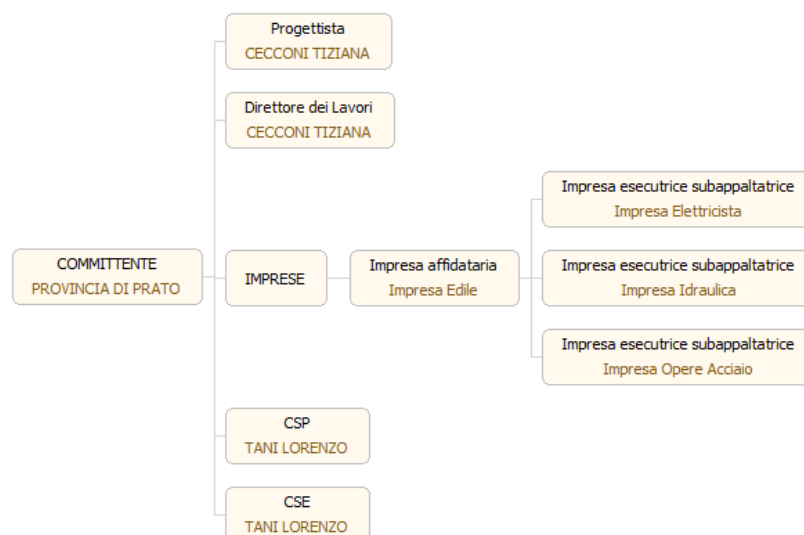 Progettista
CECCONI TIZIANA
Direttore dei Lavori
CECCONI TIZIANA
COMMITTENTE
PROVINCIA DI PRATO
IMPRESE
Impresa affidataria
Impresa Edile
Impresa esecutrice subappaltatrice
Impresa Elettricista
Impresa esecutrice subappaltatrice
Impresa Idraulica
Impresa esecutrice subappaltatrice
Impresa Opere Acciaio
CSP
TANI LORENZO
CSE
TANI LORENZO